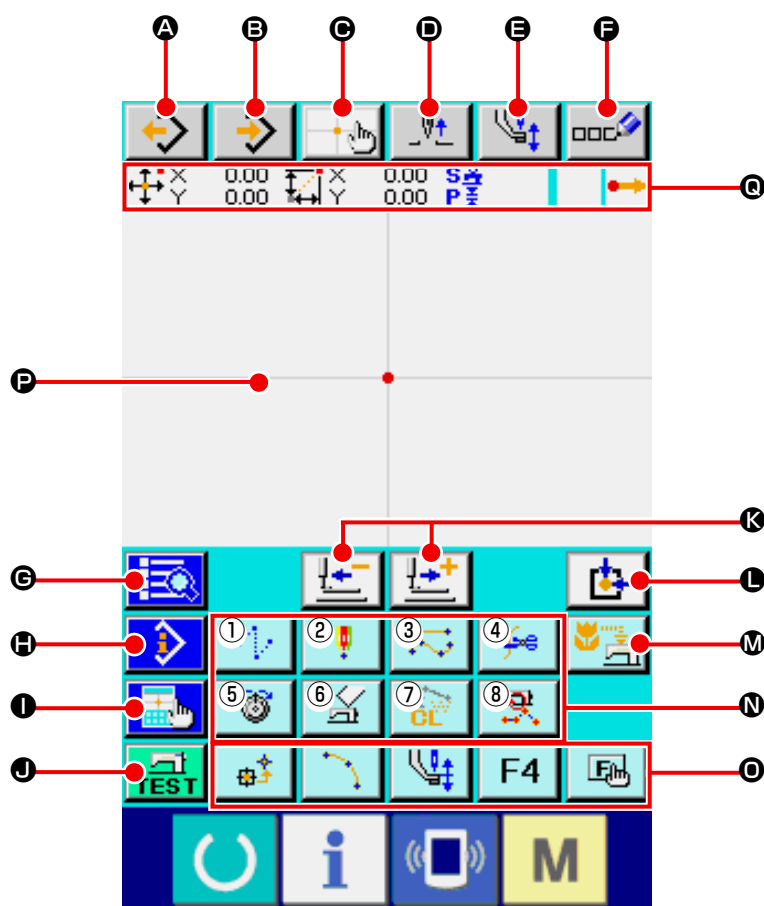 A B C D E F
X 0.00 X 0.00 S
Y 0.00 Y 0.00 P
Q
P
K
G L
① ② ③ ④
H M
⑤ ⑥ ⑦ ⑧
CL
I N
J TEST F4 F O
i M